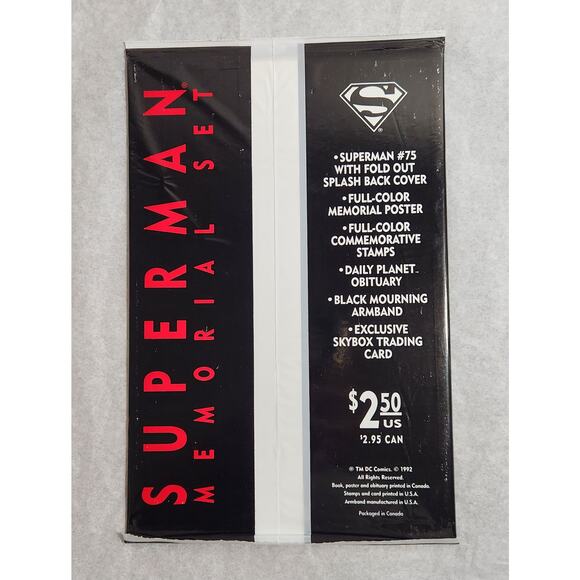 SUPERMAN®
MEMORIAL SET
S®
• SUPERMAN #75
WITH FOLD OUT
SPLASH BACK COVER
• FULL-COLOR
MEMORIAL POSTER
• FULL-COLOR
COMMEMORATIVE
STAMPS
• DAILY PLANET™
OBITUARY
• BLACK MOURNING
ARMBAND
• EXCLUSIVE
SKYBOX TRADING
CARD
$2.50 US
$2.95 CAN
® TM DC Comics. © 1992
All Rights Reserved.
Book, poster and obituary printed in Canada.
Stamps and card printed in U.S.A.
Armband manufactured in U.S.A.
Packaged in Canada